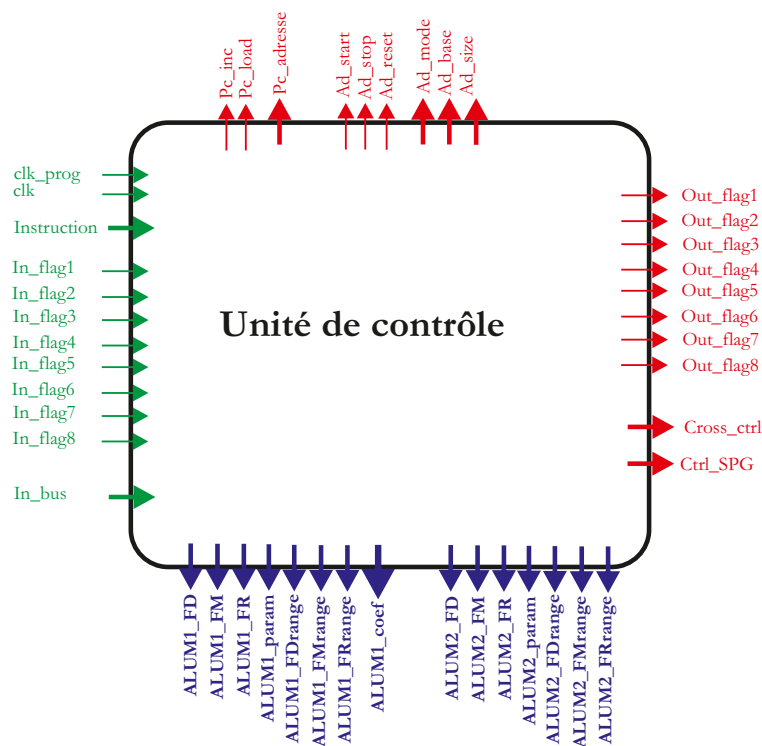 Pc_inc
Pc_load
Pc_adresse
Ad_start
Ad_stop
Ad_reset
Ad_mode
Ad_base
Ad_size
clk_prog
clk
Instruction
In_flag1
In_flag2
In_flag3
In_flag4
In_flag5
In_flag6
In_flag7
In_flag8
In_bus
Unité de contrôle
Out_flag1
Out_flag2
Out_flag3
Out_flag4
Out_flag5
Out_flag6
Out_flag7
Out_flag8
Cross_ctrl
Ctrl_SPG
ALUM1_FD
ALUM1_FM
ALUM1_FR
ALUM1_param
ALUM1_FDrange
ALUM1_FMrange
ALUM1_FRrange
ALUM1_coef
ALUM2_FD
ALUM2_FM
ALUM2_FR
ALUM2_param
ALUM2_FDrange
ALUM2_FMrange
ALUM2_FRrange